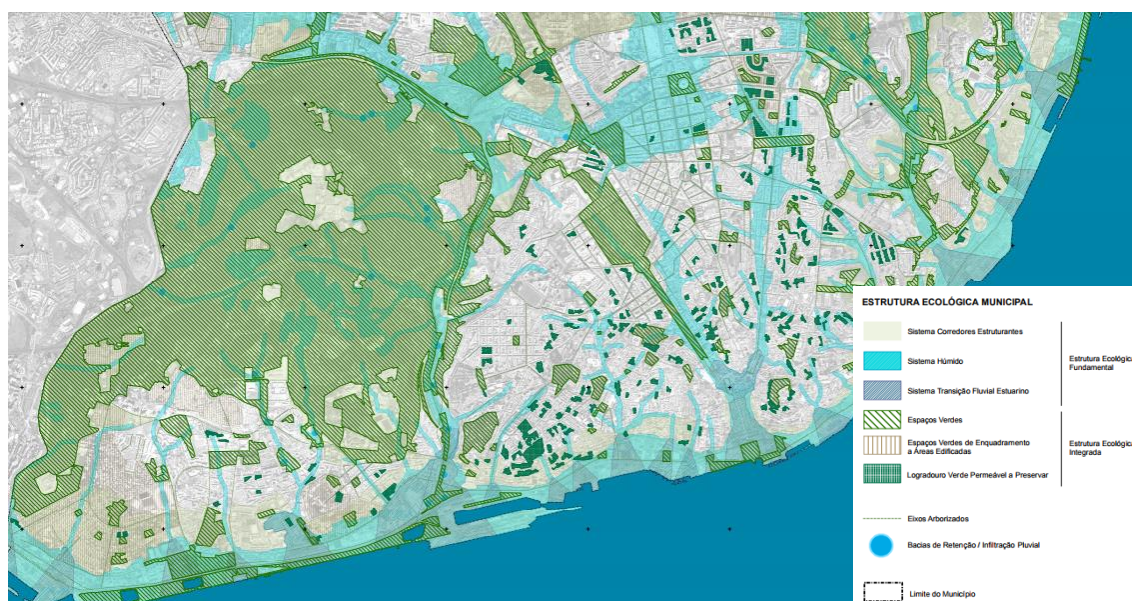 ESTRUTURA ECOLÓGICA MUNICIPAL
Sistema Corredores Estruturantes
Sistema Húmido
Estrutura Ecológica
Fundamental
Sistema Transição Fluvial Estuarino
Espaços Verdes
Espaços Verdes de Enquadramento
a Áreas Edificadas
Estrutura Ecológica
Integrada
Logradouro Verde Permeável a Preservar
Eixos Arborizados
Bacias de Retenção / Infiltração Pluvial
Limite do Município